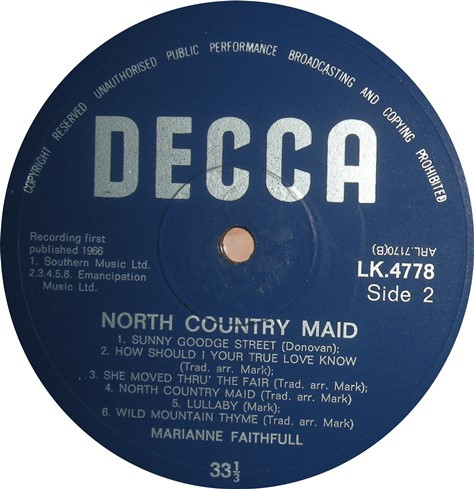 COPYRIGHT RESERVED UNAUTHORISED PUBLIC PERFORMANCE BROADCASTING AND COPYING PROHIBITED
DECCA
Recording first
published 1966
1. Southern Music Ltd.
2.3.4.5.6. Emancipation
Music Ltd.
ARL.7170(B)
LK.4778
Side 2
NORTH COUNTRY MAID
1. SUNNY GOODGE STREET (Donovan);
2. HOW SHOULD I YOUR TRUE LOVE KNOW
(Trad. arr. Mark);
3. SHE MOVED THRU' THE FAIR (Trad. arr. Mark);
4. NORTH COUNTRY MAID (Trad. arr. Mark)
5. LULLABY (Mark);
6. WILD MOUNTAIN THYME (Trad. arr. Mark)
MARIANNE FAITHFULL
33⅓